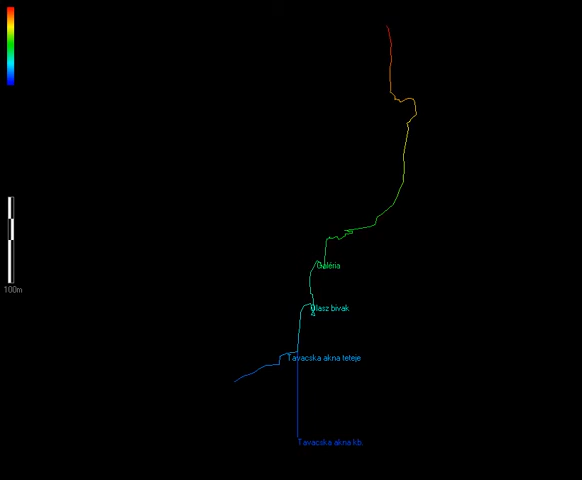 Galéria
Olasz bivak
Tavacska akna teteje
100m
Tavacska akna kb.